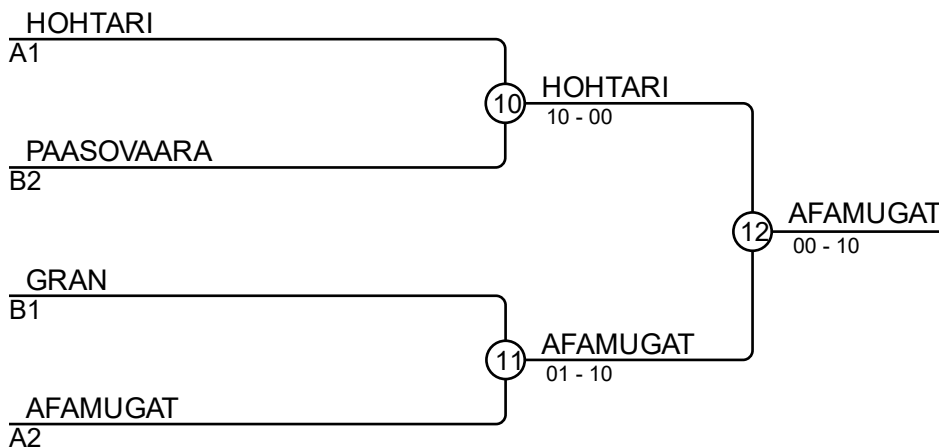 HOHTARI
A1
10
HOHTARI
10 - 00
PAASOVAARA
B2
12
AFAMUGAT
00 - 10
GRAN
B1
11
AFAMUGAT
01 - 10
AFAMUGAT
A2